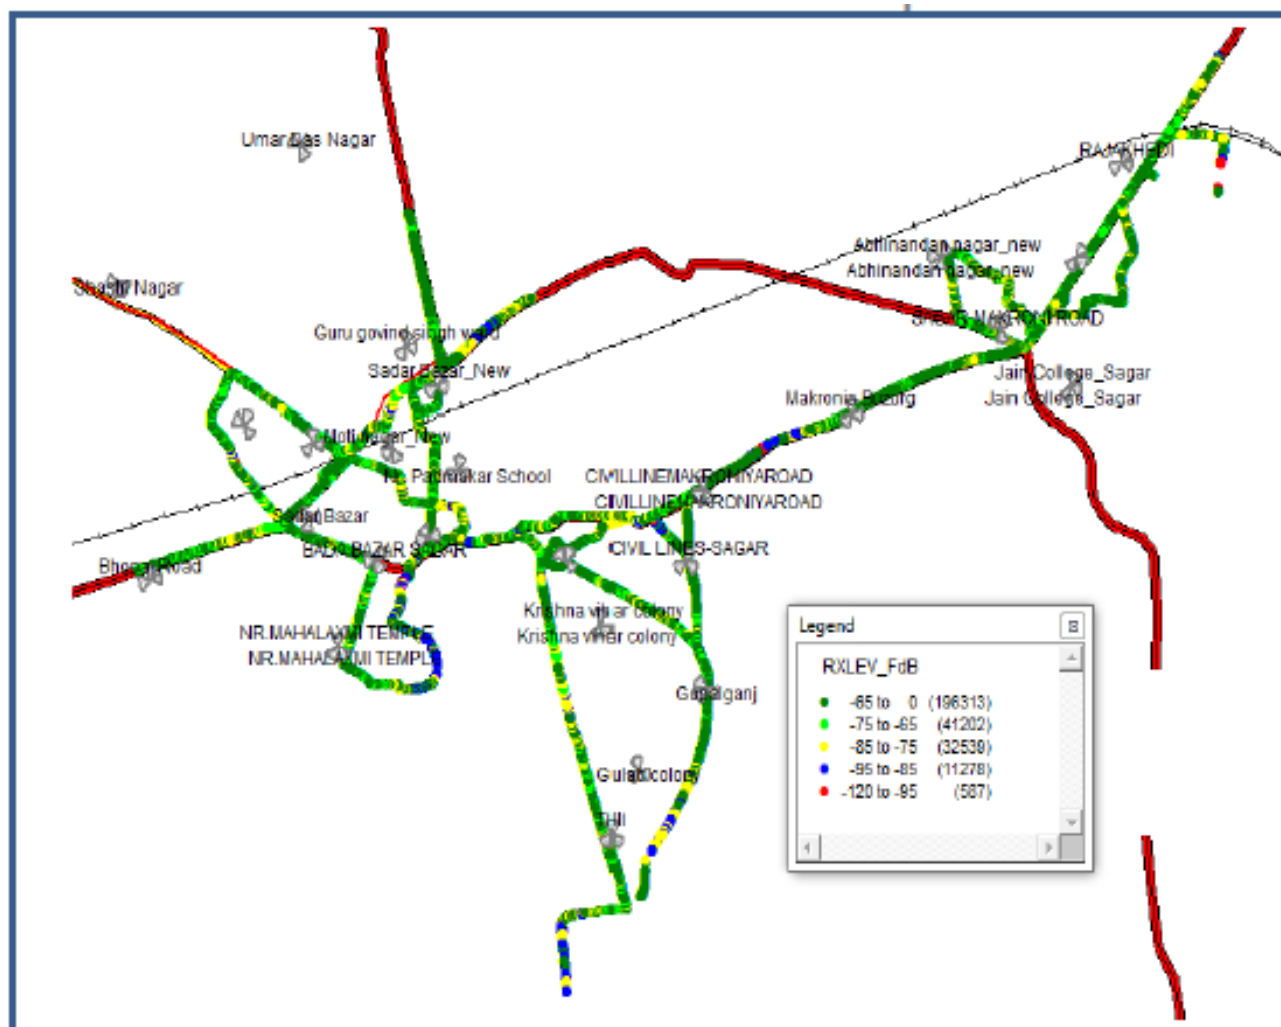 Umar Das Nagar
RAJAKHEDI
Abhinandan nagar_new
Abhinandan nagar_new
Shastri Nagar
SAGAR MAKRONI ROAD
Guru govind singh ward
Sadar Bazar_New
Jain College_Sagar
Makronia Buzurg
Jain College_Sagar
Moti nagar_New
Padmakar School
CIVILLINEMAKRONIYAROAD
CIVILLINEMAKRONIYAROAD
Sadar Bazar
BADA BAZAR SAGAR
CIVIL LINES-SAGAR
Road
Krishna vihar colony
NR.MAHALAXMI TEMPLE
Krishna vihar colony
NR.MAHALAXMI TEMPLE
Legend
RXLEV_FdB
-65 to 0 (196313)
Gopalganj
-75 to -65 (41202)
-85 to -75 (32539)
-95 to -85 (11278)
Gulab colony
-120 to -95 (587)
Tilli